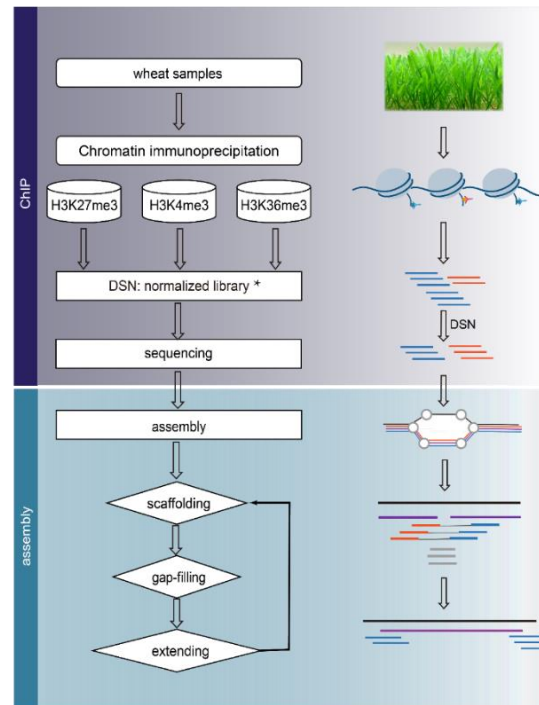 ChIP
wheat samples
Chromatin immunoprecipitation
H3K27me3
H3K4me3
H3K36me3
DSN: normalized library *
DSN
sequencing
assembly
assembly
scaffolding
gap-filling
extending